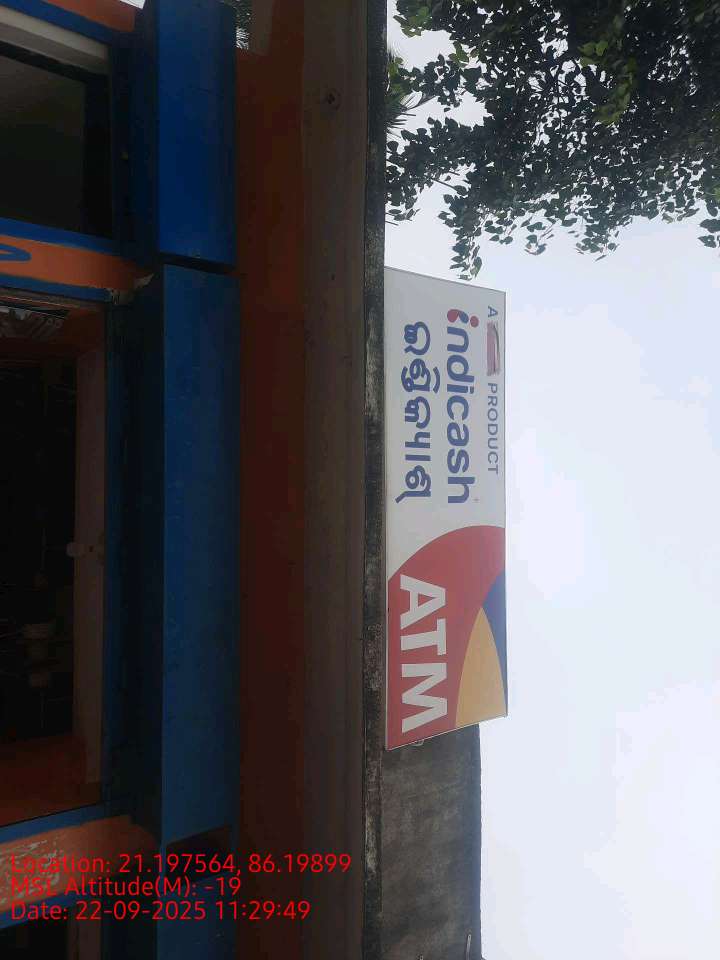 A PRODUCT
indicash
ଇଣ୍ଡିକ୍ୟାଶ୍
ATM
Location: 21.197564, 86.19899
MSL Altitude(M): -19
Date: 22-09-2025 11:29:49